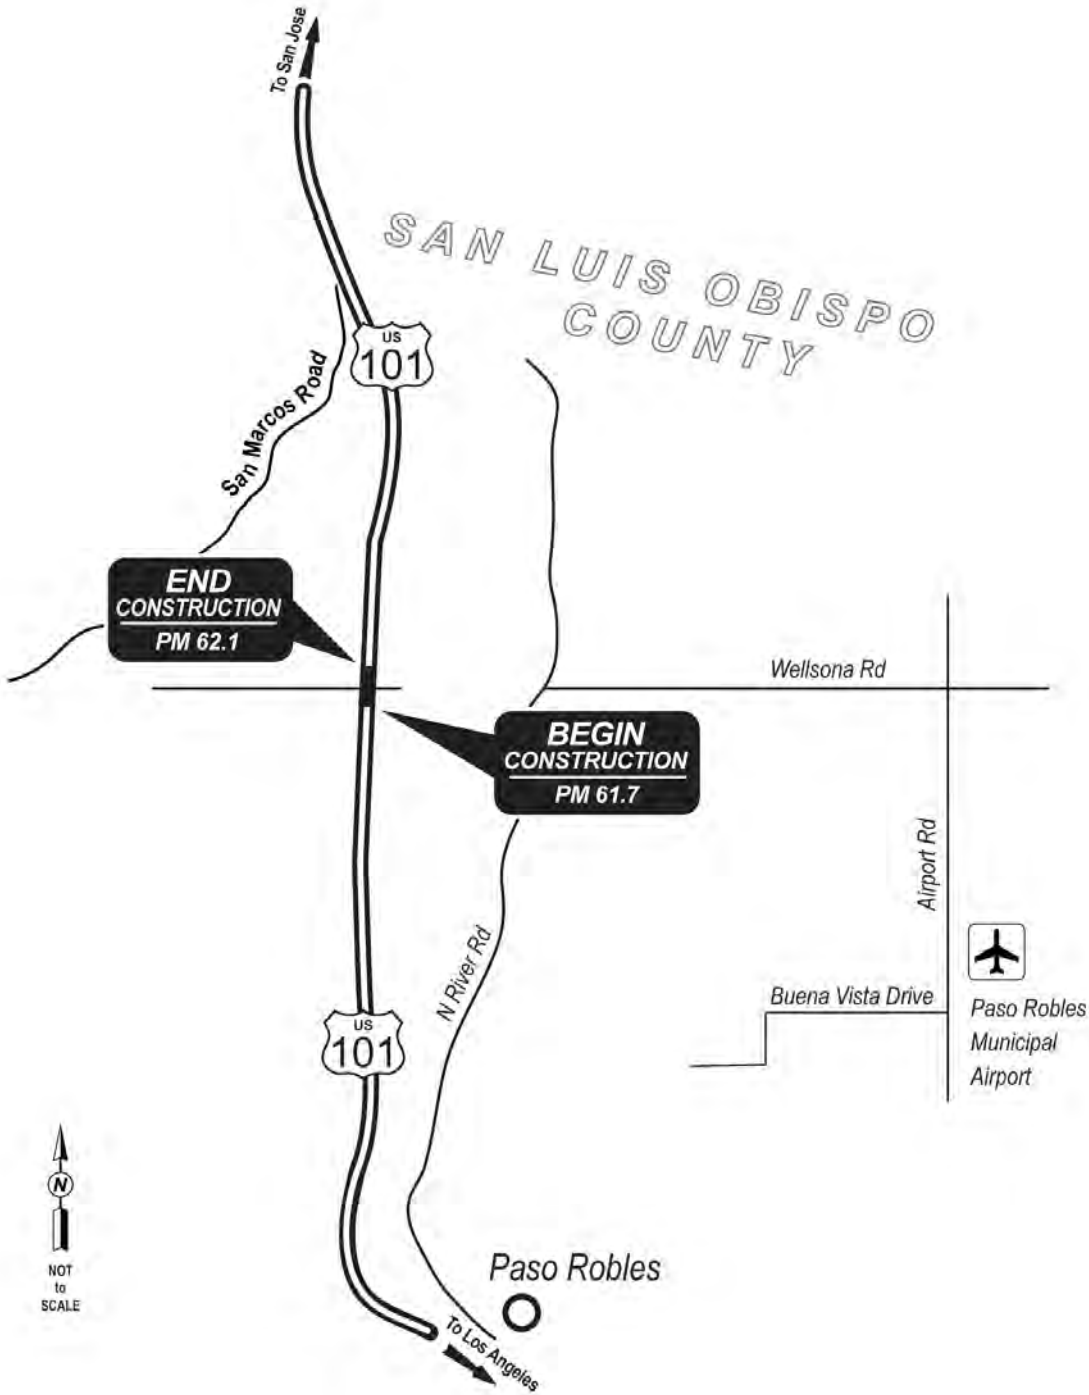 To San Jose
SAN LUIS OBISPO
COUNTY
US
101
San Marcos Road
END
CONSTRUCTION
PM 62.1
Wellsona Rd
BEGIN
CONSTRUCTION
PM 61.7
Airport Rd
N River Rd
Buena Vista Drive
Paso Robles
Municipal
Airport
US
101
N
NOT
to
SCALE
Paso Robles
To Los Angeles